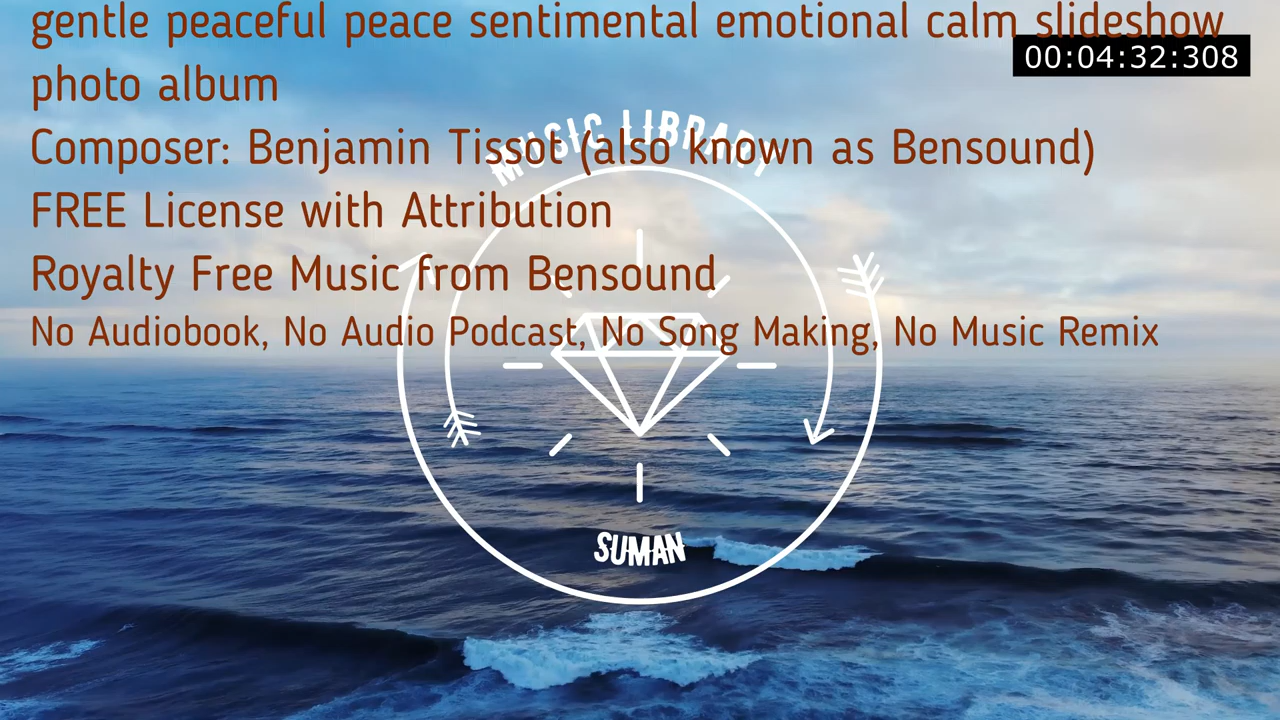 gentle peaceful peace sentimental emotional calm slideshow
00:04:32:308
photo album
MUSIC LIBRARY
Composer: Benjamin Tissot (also known as Bensound)
FREE License with Attribution
Royalty Free Music from Bensound
No Audiobook, No Audio Podcast, No Song Making, No Music Remix
SUMAN